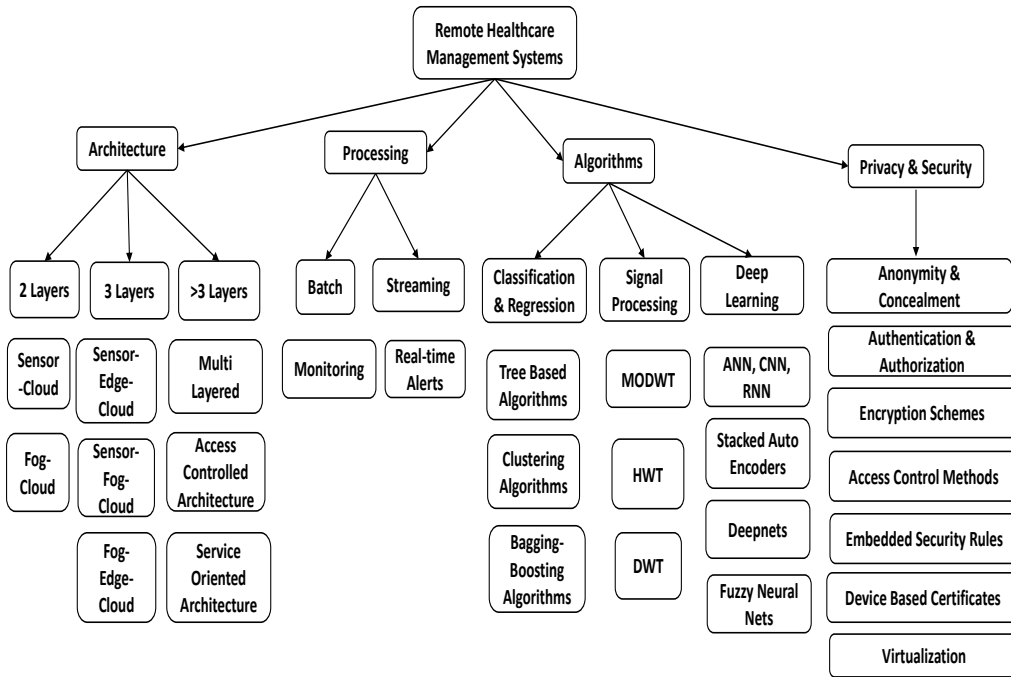 Remote Healthcare
Management Systems
Architecture
Processing
Algorithms
Privacy & Security
2 Layers
3 Layers
>3 Layers
Batch
Streaming
Classification
& Regression
Signal
Processing
Deep
Learning
Anonymity &
Concealment
Sensor
-Cloud
Sensor-
Edge-
Cloud
Multi
Layered
Monitoring
Real-time
Alerts
Tree Based
Algorithms
MODWT
ANN, CNN,
RNN
Authentication &
Authorization
Encryption Schemes
Fog-
Cloud
Sensor-
Fog-
Cloud
Access
Controlled
Architecture
Clustering
Algorithms
HWT
Stacked Auto
Encoders
Access Control Methods
Fog-
Edge-
Cloud
Service
Oriented
Architecture
Bagging-
Boosting
Algorithms
DWT
Deepnets
Embedded Security Rules
Fuzzy Neural
Nets
Device Based Certificates
Virtualization